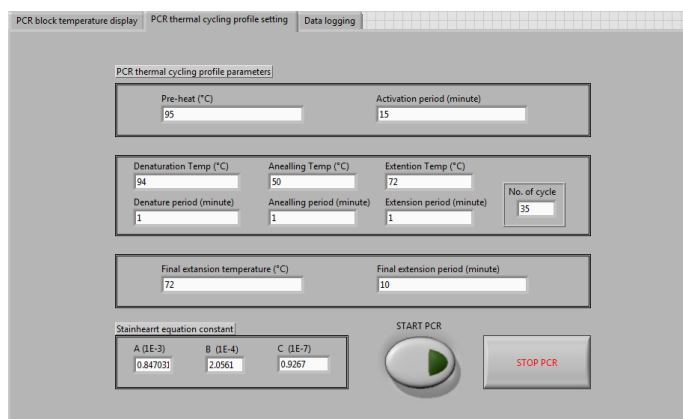 PCR block temperature display PCR thermal cycling profile setting Data logging
PCR thermal cycling profile parameters
Pre-heat (°C) Activation period (minute)
95 15
Denaturation Temp (°C) Anealling Temp (°C) Extention Temp (°C)
94 50 72
No. of cycle
Denature period (minute) Anealling period (minute) Extension period (minute)
35
1 1 1
Final extansion temperature (°C) Final extension period (minute)
72 10
Stainhearrt equation constant START PCR
A (1E-3) B (1E-4) C (1E-7)
0.847031 2.0561 0.9267 STOP PCR